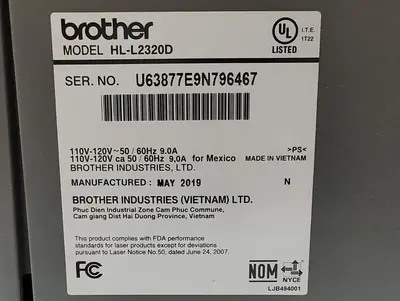 brother
MODEL HL-L2320D
UL
LISTED
I.T.E.
1T22
SER. NO. U63877E9N796467
110V-120V~50 / 60Hz 9.0A
110V-120V ca 50 / 60Hz 9,0A for Mexico
BROTHER INDUSTRIES, LTD.
>PS<
MADE IN VIETNAM
MANUFACTURED: MAY 2019
N
BROTHER INDUSTRIES (VIETNAM) LTD.
Phuc Dien Industrial Zone Cam Phuc Commune,
Cam giang Dist Hai Duong Province, Vietnam
This product complies with FDA performance
standards for laser products except for deviations
pursuant to Laser Notice No.50, dated June 24, 2007.
FC
NOM
NYCE
LJB494001